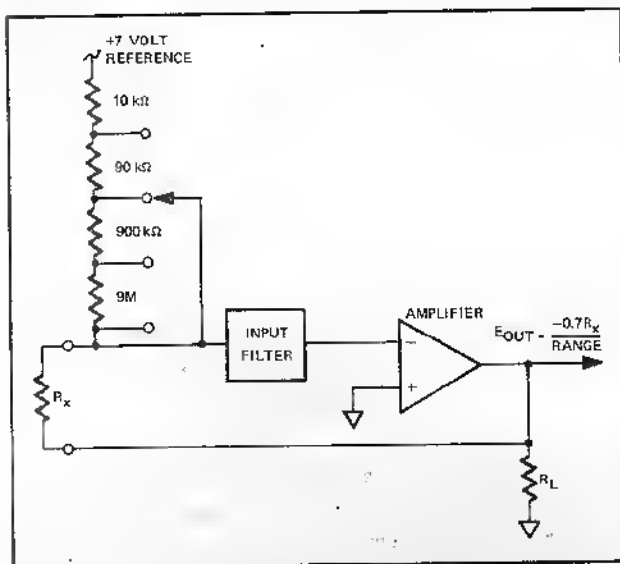 +7 VOLT
REFERENCE
10 kΩ
90 kΩ
900 kΩ
9M
INPUT
FILTER
AMPLIFIER
−
+
EOUT - −0.7Rx
RANGE
Rx
RL